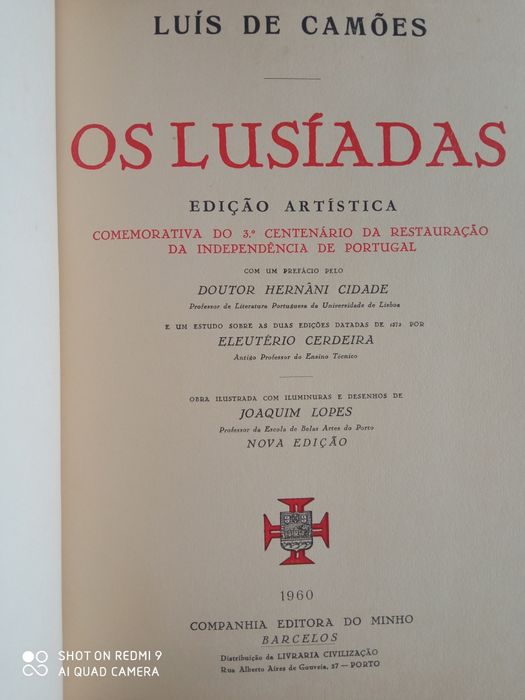 LUÍS DE CAMÕES
OS LUSÍADAS
EDIÇÃO ARTÍSTICA
COMEMORATIVA DO 3.º CENTENÁRIO DA RESTAURAÇÃO
DA INDEPENDÊNCIA DE PORTUGAL
COM UM PREFÁCIO PELO
DOUTOR HERNÂNI CIDADE
Professor de Literatura Portuguesa da Universidade de Lisboa
E UM ESTUDO SOBRE AS DUAS EDIÇÕES DATADAS DE 1572 POR
ELEUTÉRIO CERDEIRA
Antigo Professor do Ensino Técnico
OBRA ILUSTRADA COM ILUMINURAS E DESENHOS DE
JOAQUIM LOPES
Professor da Escola de Belas Artes do Porto
NOVA EDIÇÃO
1960
COMPANHIA EDITORA DO MINHO
BARCELOS
Distribuição da LIVRARIA CIVILIZAÇÃO
Rua Alberto Aires de Gouveia, 27 — PORTO
SHOT ON REDMI 9
AI QUAD CAMERA